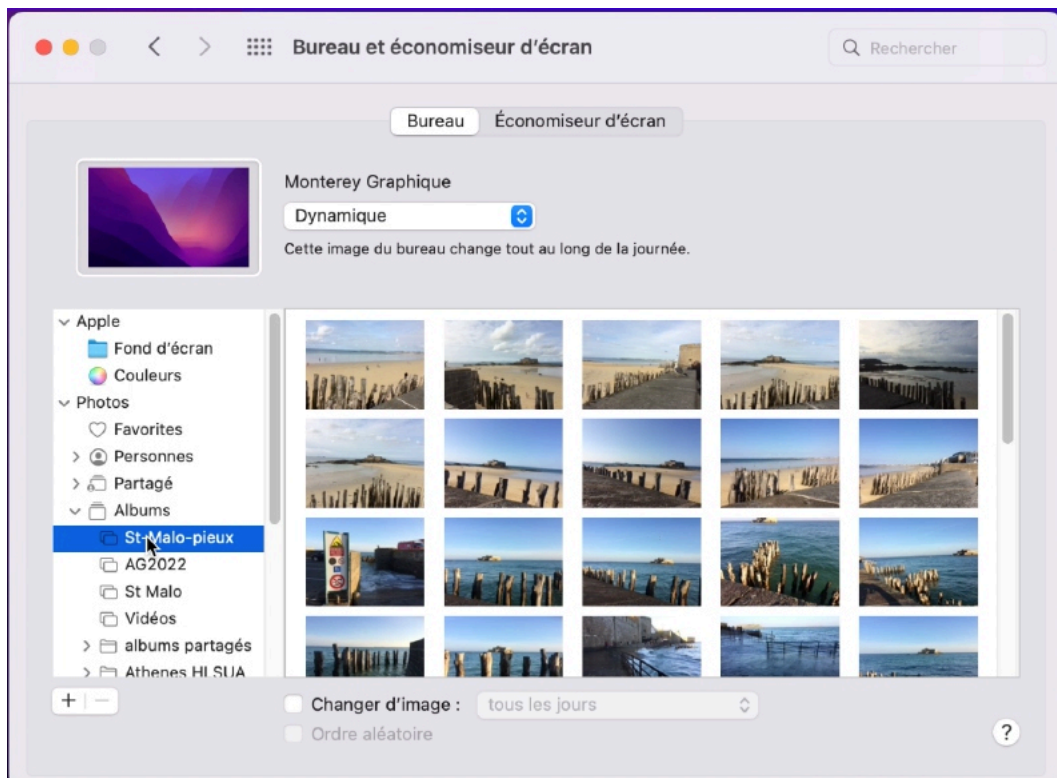 Bureau et économiseur d'écran
Rechercher
Bureau
Économiseur d'écran
Monterey Graphique
Dynamique
Cette image du bureau change tout au long de la journée.
Apple
Fond d'écran
Couleurs
Photos
Favorites
Personnes
Partagé
Albums
St-Malo-pieux
AG2022
St Malo
Vidéos
albums partagés
Athenes HLSUA
Changer d'image :
tous les jours
Ordre aléatoire
?